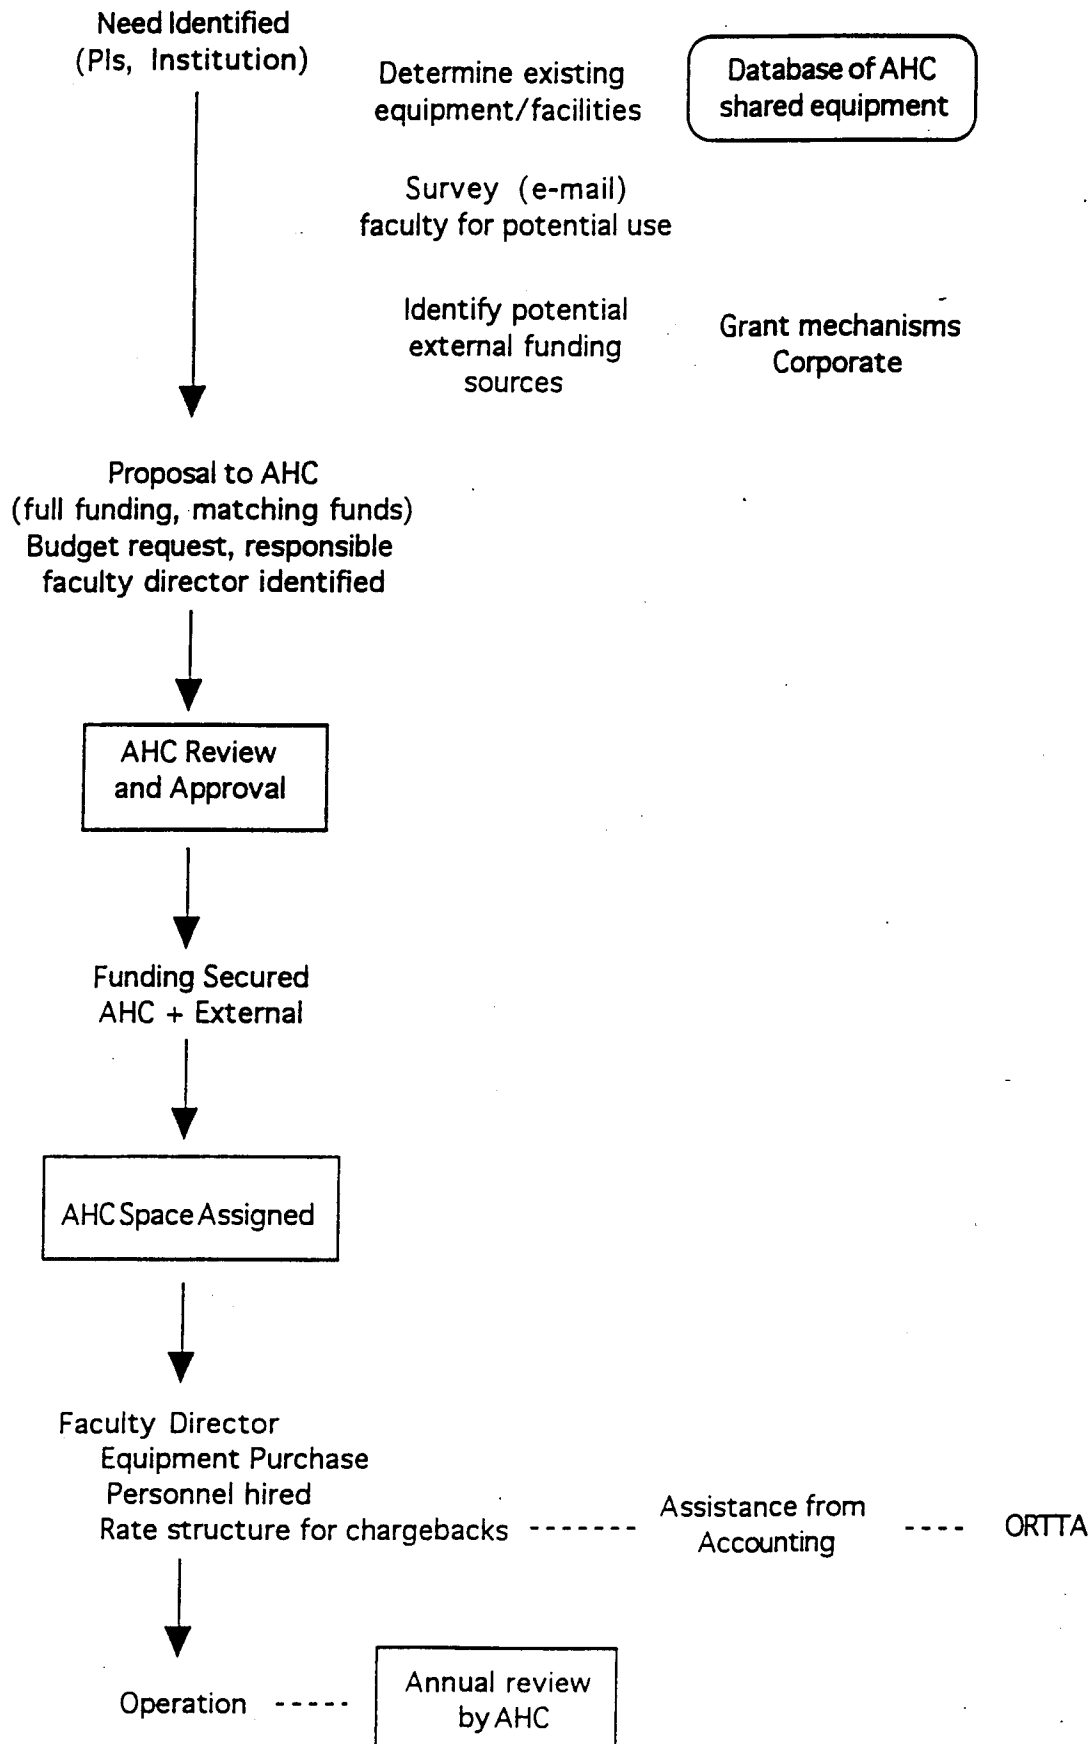 Need Identified
(PIs, Institution)
Determine existing
equipment/facilities
Database of AHC
shared equipment
Survey (e-mail)
faculty for potential use
Identify potential
external funding
sources
Grant mechanisms
Corporate
Proposal to AHC
(full funding, matching funds)
Budget request, responsible
faculty director identified
AHC Review
and Approval
Funding Secured
AHC + External
AHC Space Assigned
Faculty Director
Equipment Purchase
Personnel hired
Rate structure for chargebacks
Assistance from
Accounting
ORTTA
Operation
Annual review
by AHC